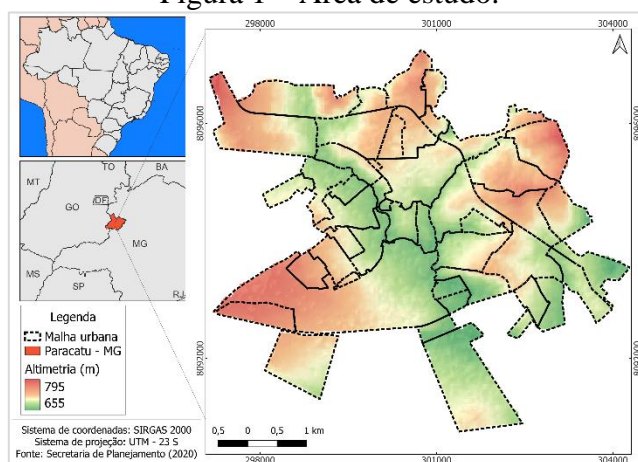 Figura 1 – Área de estudo.
298000 301000 304000
8096000
8096000
8092000
8092000
298000 301000 304000
TO
BA
MT
DF
GO
MG
MS
SP
RJ
Legenda
Malha urbana
Paracatu - MG
Altimetria (m)
795
655
Sistema de coordenadas: SIRGAS 2000
Sistema de projeção: UTM - 23 S
Fonte: Secretaria de Planejamento (2020)
0,5 0 0,5 1 km